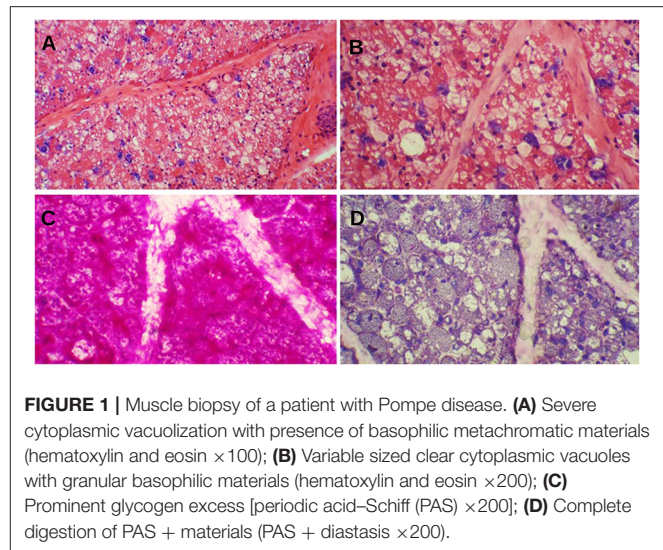 A
B
C
D
FIGURE 1 | Muscle biopsy of a patient with Pompe disease. (A) Severe
cytoplasmic vacuolization with presence of basophilic metachromatic materials
(hematoxylin and eosin ×100); (B) Variable sized clear cytoplasmic vacuoles
with granular basophilic materials (hematoxylin and eosin ×200); (C)
Prominent glycogen excess [periodic acid–Schiff (PAS) ×200]; (D) Complete
digestion of PAS + materials (PAS + diastasis ×200).